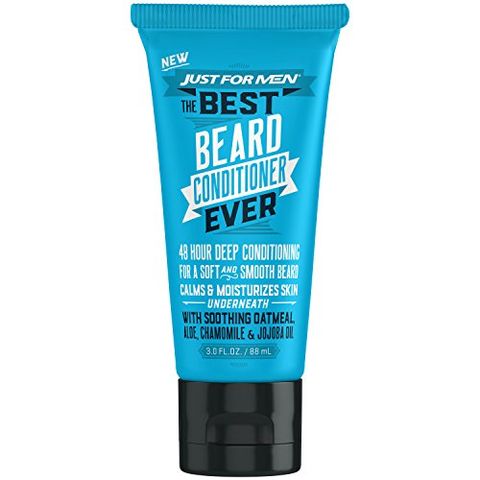 NEW
JUST FOR MEN®
THE BEST
BEARD
CONDITIONER
EVER
48 HOUR DEEP CONDITIONING
FOR A SOFT AND SMOOTH BEARD
CALMS & MOISTURIZES SKIN
UNDERNEATH
WITH SOOTHING OATMEAL,
ALOE, CHAMOMILE & JOJOBA OIL
3.0 FL.OZ. / 88 mL